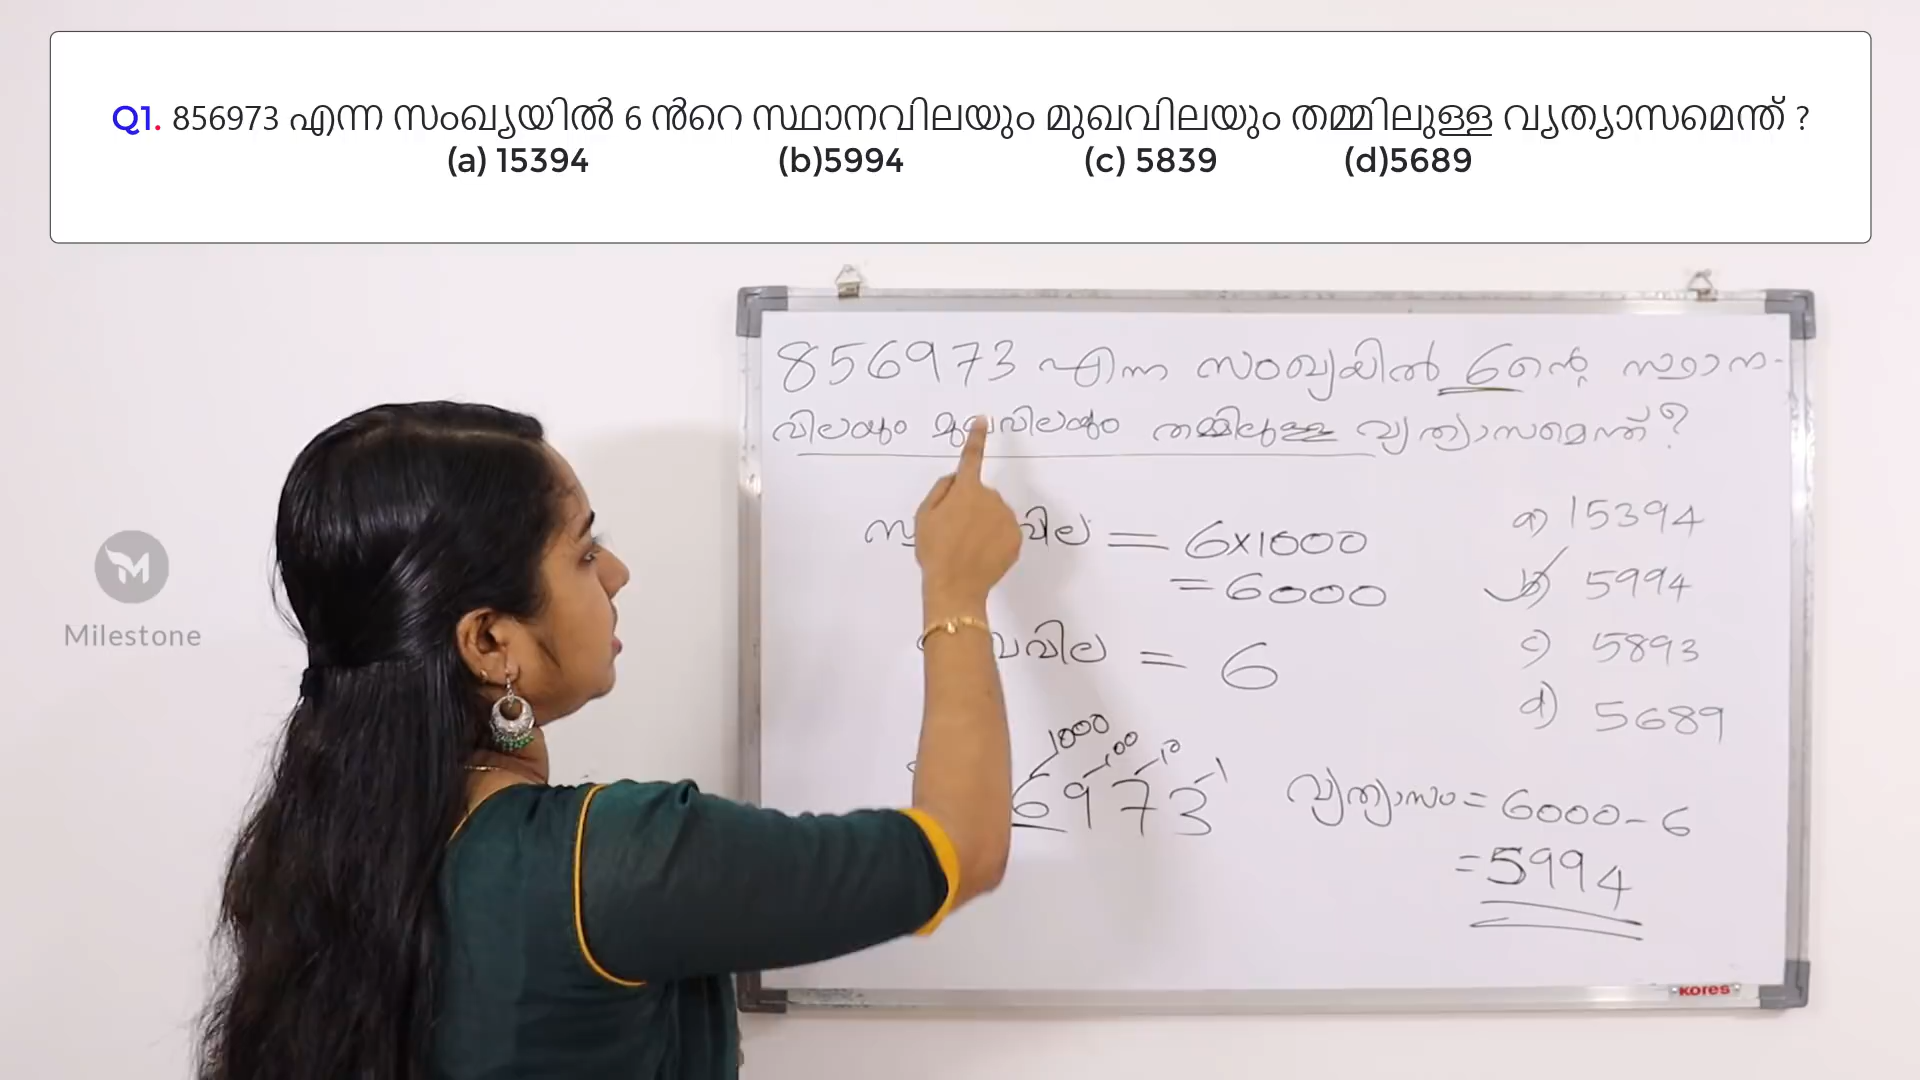 Q1. 856973 എന്ന സംഖ്യയിൽ 6 ൻറെ സ്ഥാനവിലയും മുഖവിലയും തമ്മിലുള്ള വ്യത്യാസമെന്ത് ?
(a) 15394 (b)5994 (c) 5839 (d)5689
856973 എന്ന സംഖ്യയിൽ 6ന്റെ സ്ഥാന-
വിലയും മുഖവിലയും തമ്മിലുള്ള വ്യത്യാസമെന്ത്?
വില = 6x1000
= 6000
വവില = 6
a) 15394
b) 5994
c) 5893
d) 5689
1000 100 10 1
6973
വ്യത്യാസം = 6000-6
= 5994
M
Milestone
KORES